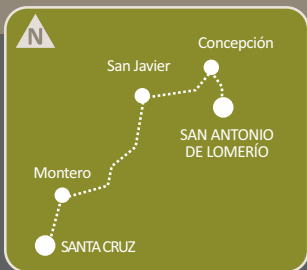 N
Concepción
San Javier
SAN ANTONIO
DE LOMERÍO
Montero
SANTA CRUZ